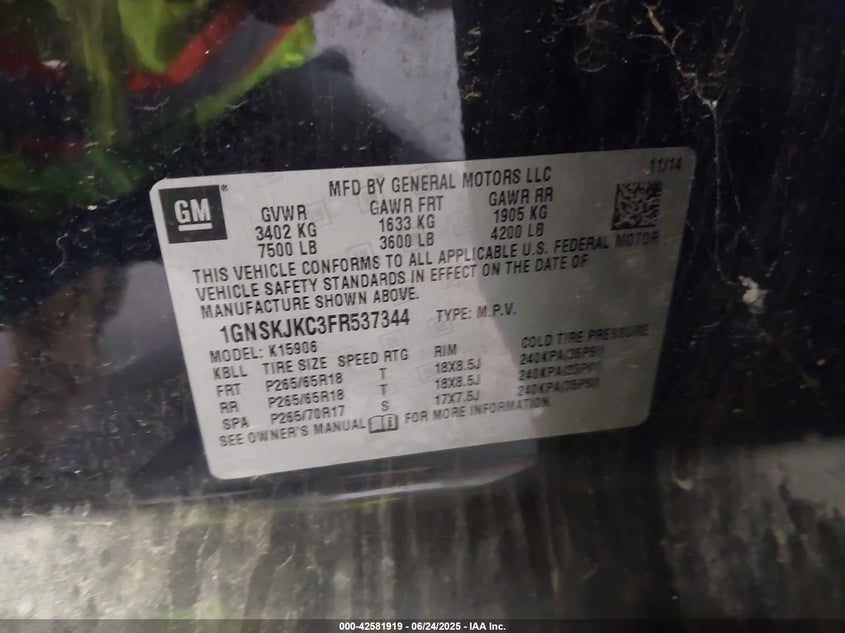 GM ®
MFD BY GENERAL MOTORS LLC 11/14
GVWR GAWR FRT GAWR RR
3402 KG 1633 KG 1905 KG
7500 LB 3600 LB 4200 LB
THIS VEHICLE CONFORMS TO ALL APPLICABLE U.S. FEDERAL MOTOR
VEHICLE SAFETY STANDARDS IN EFFECT ON THE DATE OF
MANUFACTURE SHOWN ABOVE.
1GNSKJKC3FR537344 TYPE: M.P.V.
MODEL: K15906
KBLL TIRE SIZE SPEED RTG RIM COLD TIRE PRESSURE
FRT P265/65R18 T 18X8.5J 240KPA(35PSI)
RR P265/65R18 T 18X8.5J 240KPA(35PSI)
SPA P265/70R17 S 17X7.5J 240KPA(35PSI)
SEE OWNER'S MANUAL FOR MORE INFORMATION.
000-42581919 - 06/24/2025 - IAA Inc.